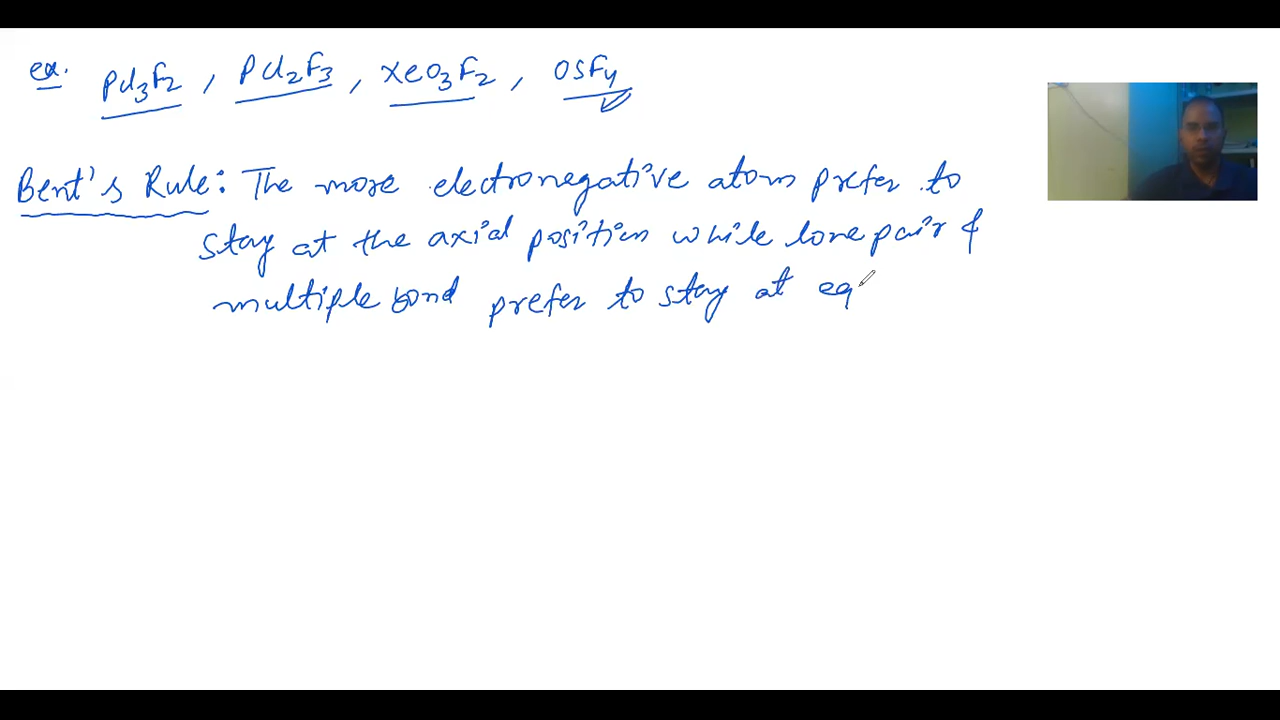 ex. PCl3F2, PCl2F3, XeO3F2, OSF4
Bent's Rule: The more electronegative atom prefer to
stay at the axial position while lone pair &
multiple bond prefer to stay at eq